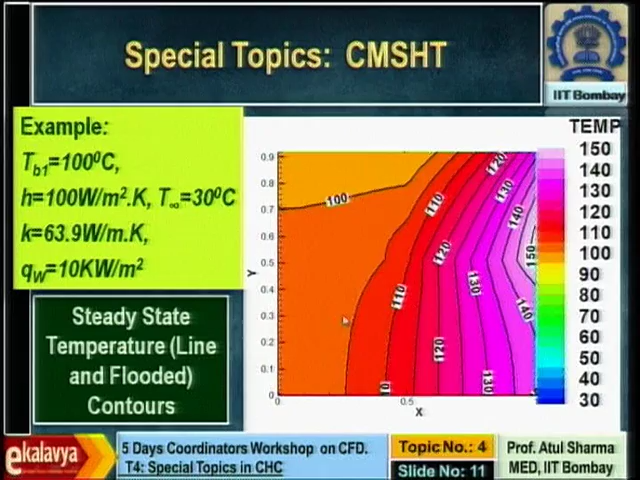 Special Topics: CMSHT
IIT Bombay
Example:
T_b1=100⁰C,
h=100W/m².K, T∞=30⁰C
k=63.9W/m.K,
q_W=10KW/m²
Steady State
Temperature (Line
and Flooded)
Contours
TEMP
150
140
130
120
110
100
90
80
70
60
50
40
30
0.9
0.8
0.7
0.6
0.5
0.4
0.3
0.2
0.1
0
Y
0
0.5
X
100
110
120
130
140
150
120
130
110
120
140
130
ekalavya
5 Days Coordinators Workshop on CFD.
T4: Special Topics in CHC
Topic No.: 4
Slide No: 11
Prof. Atul Sharma
MED, IIT Bombay